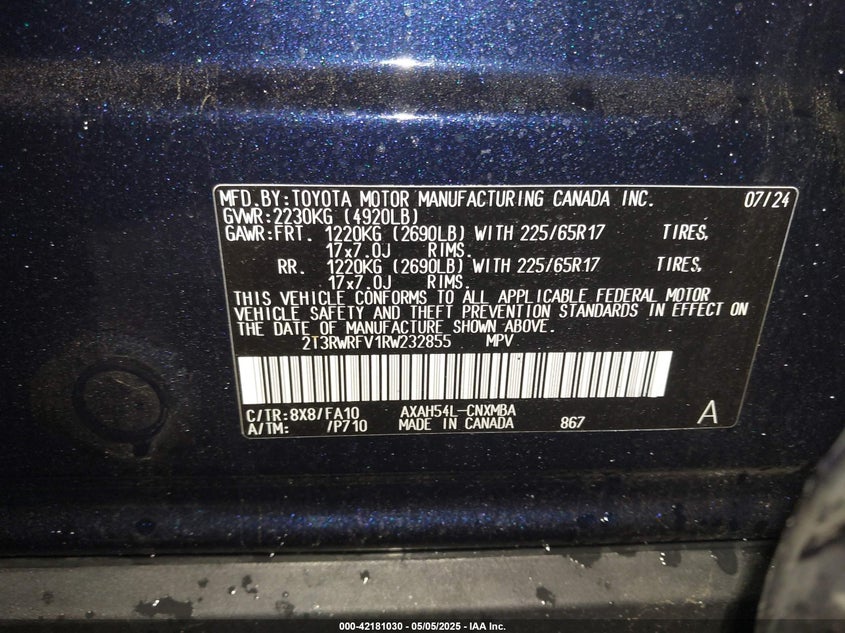 MFD.BY:TOYOTA MOTOR MANUFACTURING CANADA INC. 07/24
GVWR:2230KG (4920LB)
GAWR:FRT. 1220KG (2690LB) WITH 225/65R17 TIRES,
17x7.0J RIMS.
RR. 1220KG (2690LB) WITH 225/65R17 TIRES,
17x7.0J RIMS.
THIS VEHICLE CONFORMS TO ALL APPLICABLE FEDERAL MOTOR
VEHICLE SAFETY AND THEFT PREVENTION STANDARDS IN EFFECT ON
THE DATE OF MANUFACTURE SHOWN ABOVE.
2T3RWRFV1RW232855 MPV
C/TR:8X8/FA10 AXAH54L-CNXMBA
A/TM: /P710 MADE IN CANADA 867 A
000-42181030 - 05/05/2025 - IAA Inc.